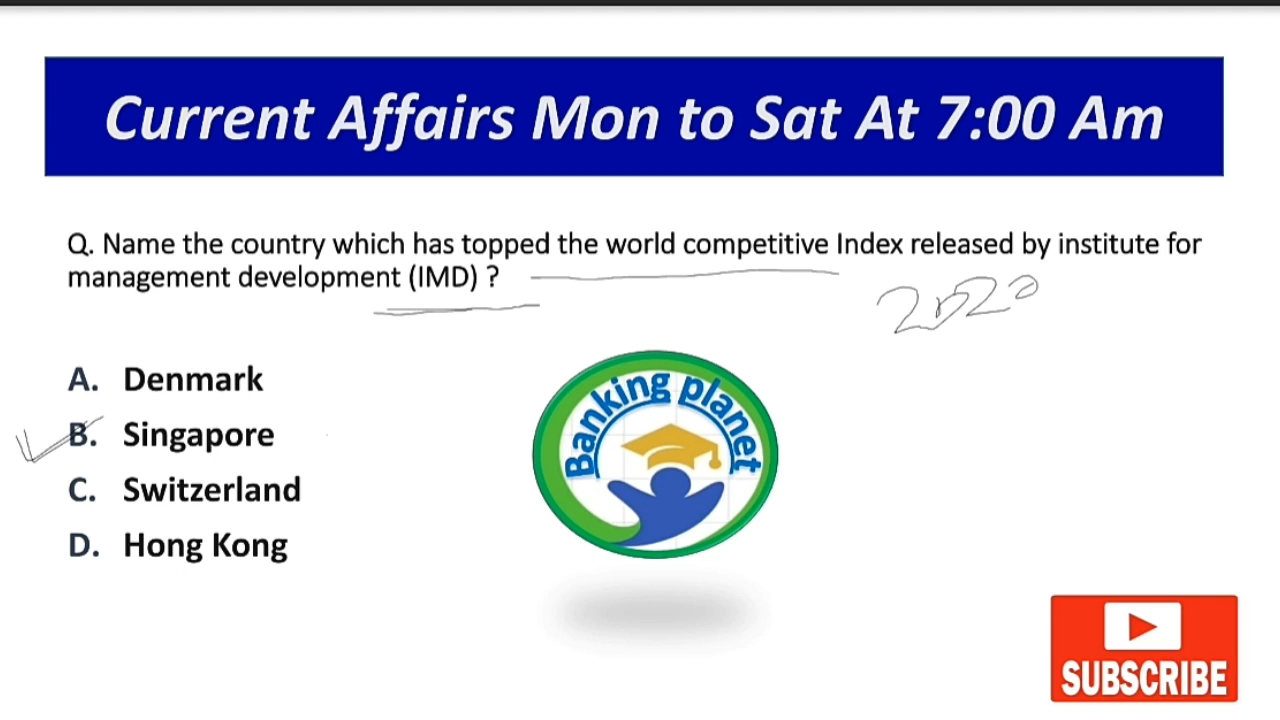 Current Affairs Mon to Sat At 7:00 Am
Q. Name the country which has topped the world competitive Index released by institute for
management development (IMD) ?
2020
A. Denmark
B. Singapore
C. Switzerland
D. Hong Kong
Banking planet
SUBSCRIBE